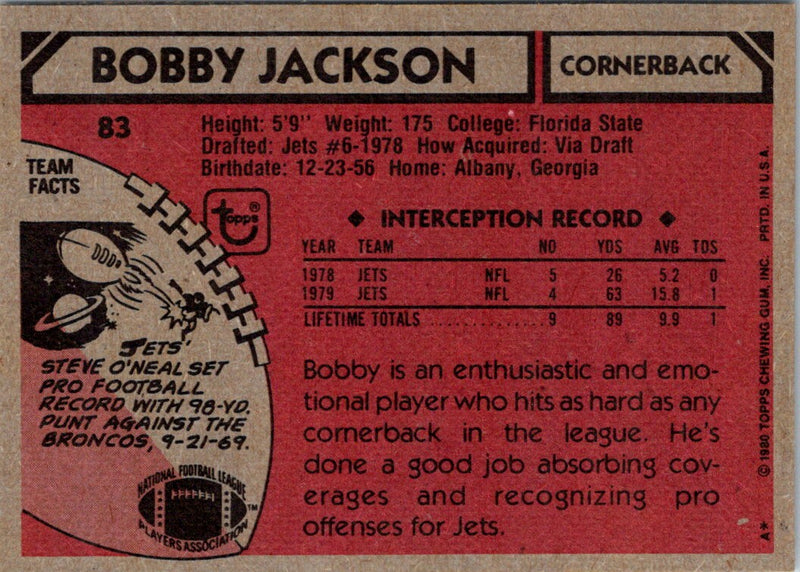 BOBBY JACKSON
CORNERBACK
83
Height: 5'9" Weight: 175 College: Florida State
Drafted: Jets #6-1978 How Acquired: Via Draft
Birthdate: 12-23-56 Home: Albany, Georgia
TEAM
FACTS
topps®
◆ INTERCEPTION RECORD ◆
YEAR TEAM NO YDS AVG TDS
1978 JETS NFL 5 26 5.2 0
1979 JETS NFL 4 63 15.8 1
LIFETIME TOTALS .................. 9 89 9.9 1
JETS'
STEVE O'NEAL SET
PRO FOOTBALL
RECORD WITH 98-YD.
PUNT AGAINST THE
BRONCOS, 9-21-69.
Bobby is an enthusiastic and emo-
tional player who hits as hard as any
cornerback in the league. He's
done a good job absorbing cov-
erages and recognizing pro
offenses for Jets.
NATIONAL FOOTBALL LEAGUE
PLAYERS ASSOCIATION
™
A* © 1980 TOPPS CHEWING GUM, INC. PRTD. IN U.S.A.